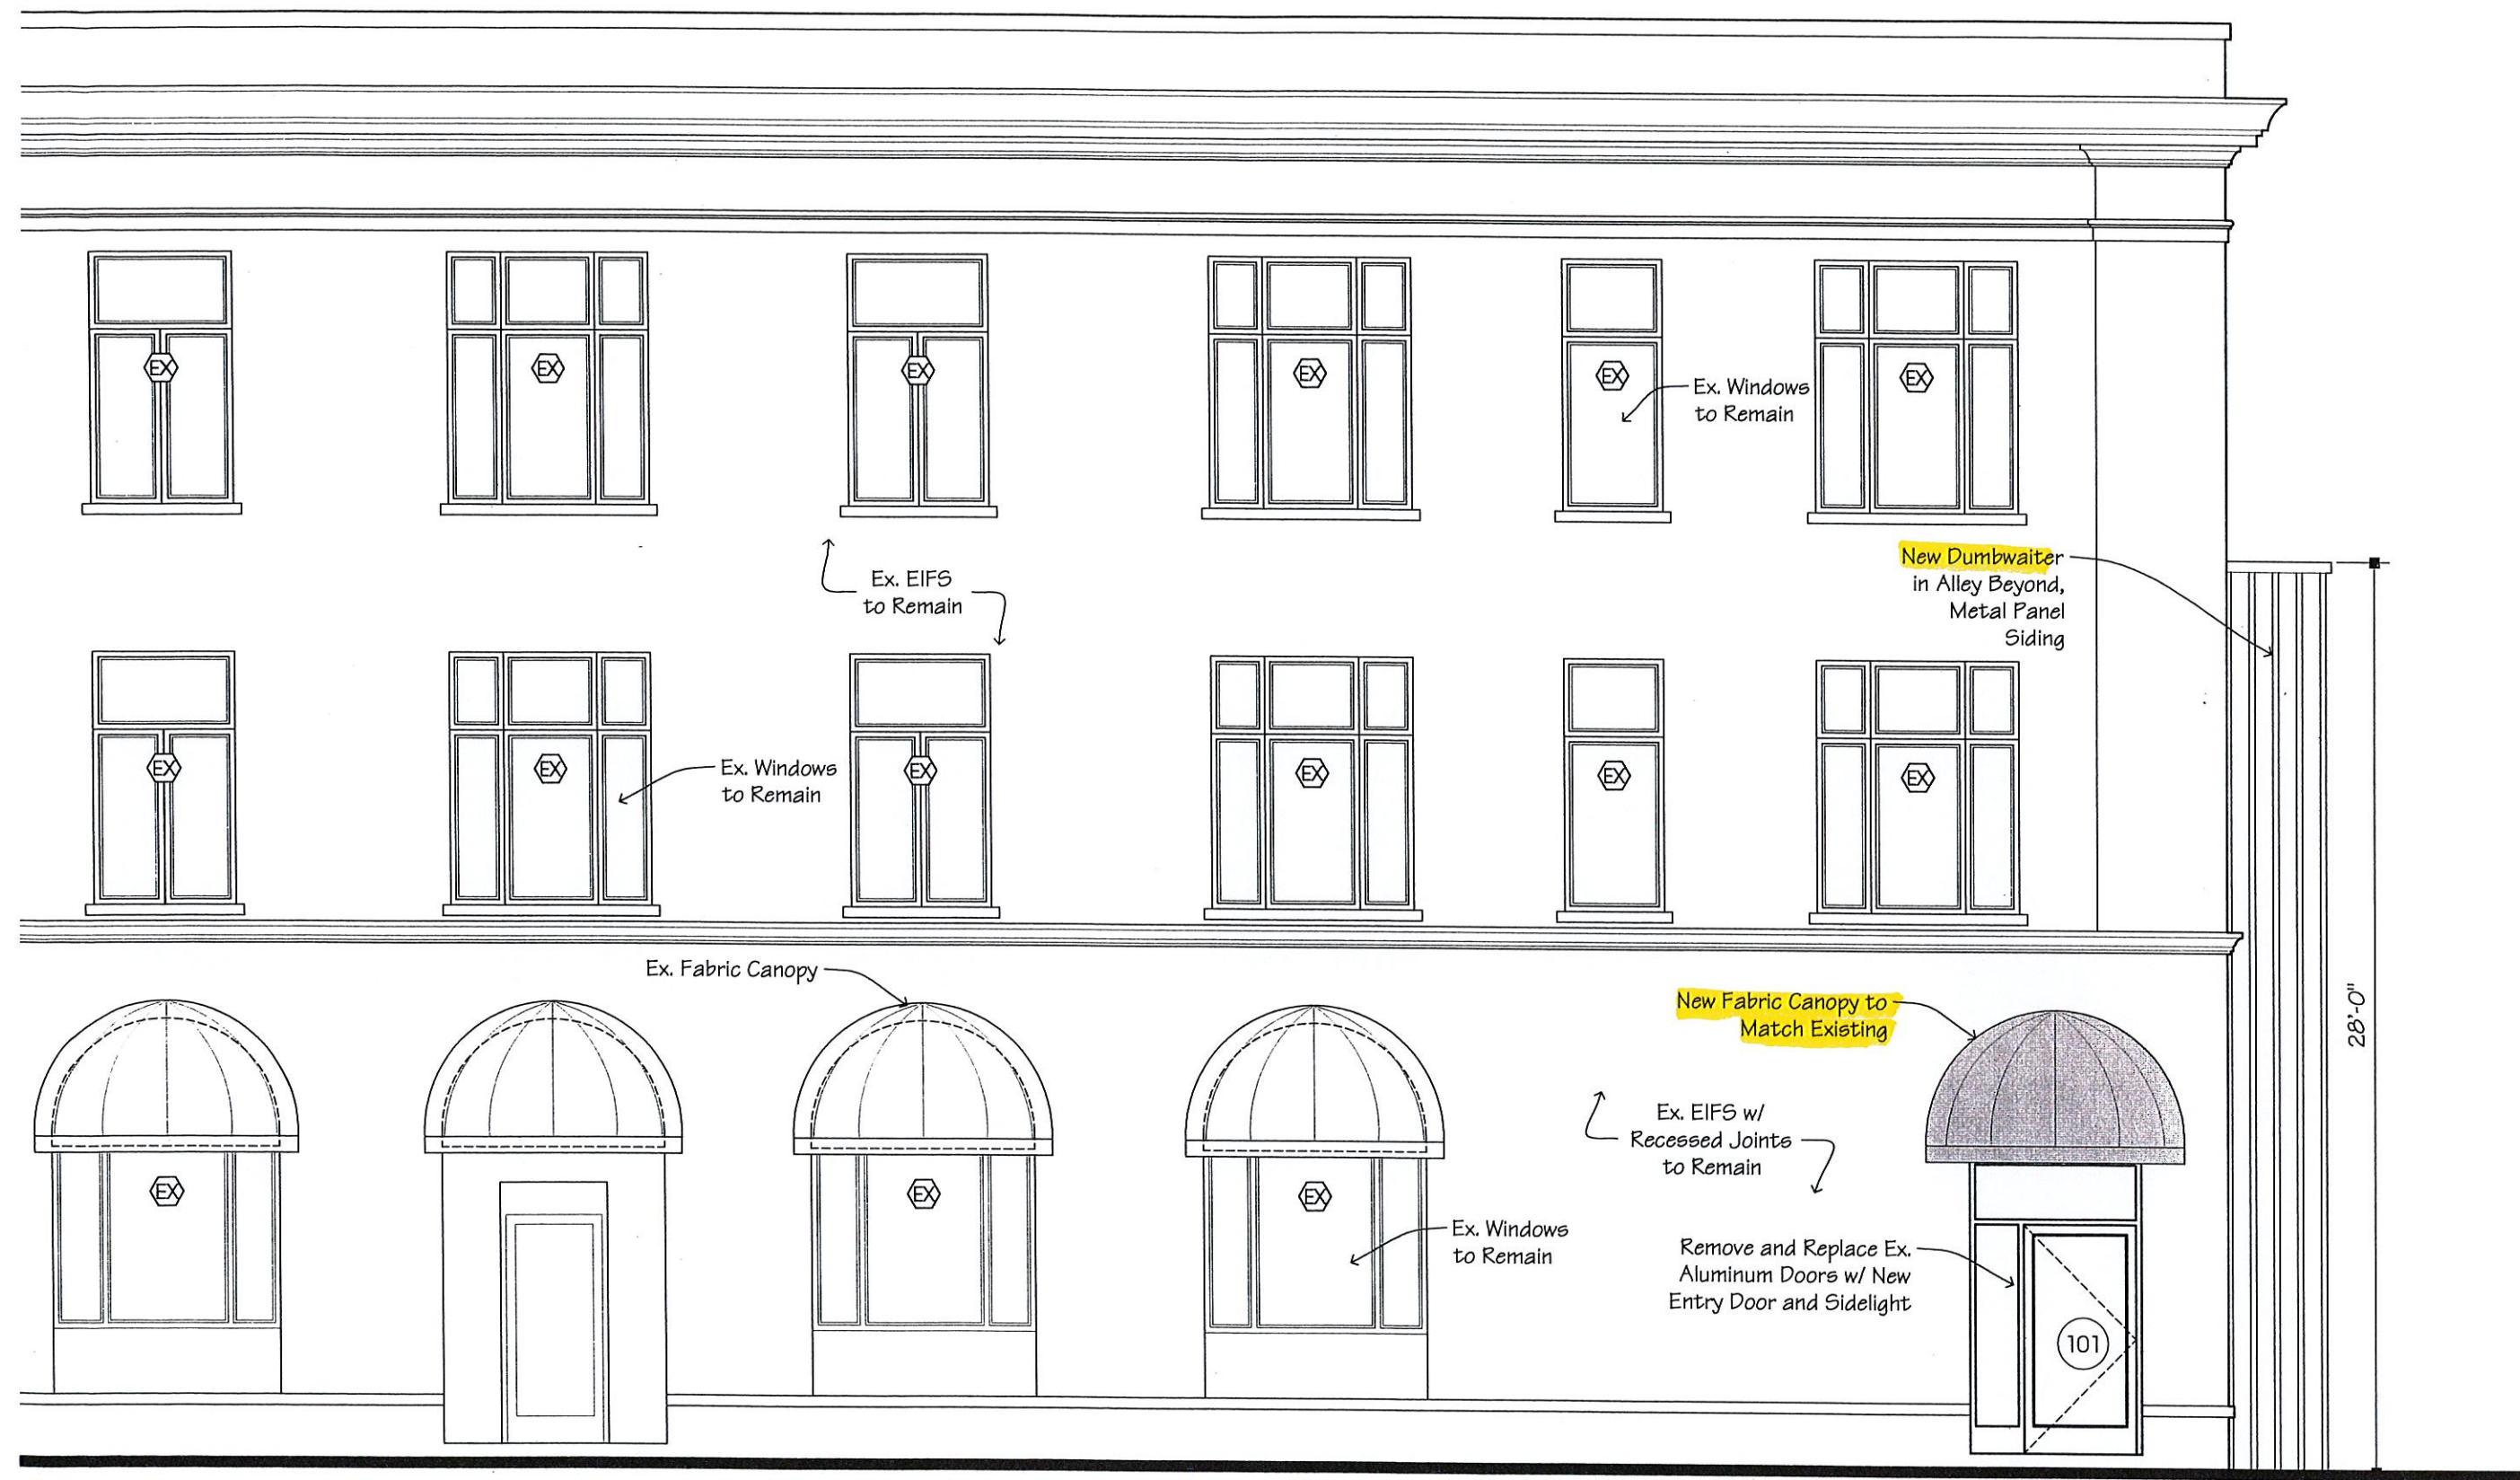 EX
EX
EX
EX
EX
EX
Ex. Windows
to Remain
New Dumbwaiter
in Alley Beyond,
Metal Panel
Siding
Ex. EIFS
to Remain
EX
EX
Ex. Windows
to Remain
EX
EX
EX
EX
Ex. Fabric Canopy
New Fabric Canopy to
Match Existing
28'-0"
Ex. EIFS w/
Recessed Joints
to Remain
EX
EX
EX
Ex. Windows
to Remain
Remove and Replace Ex.
Aluminum Doors w/ New
Entry Door and Sidelight
101